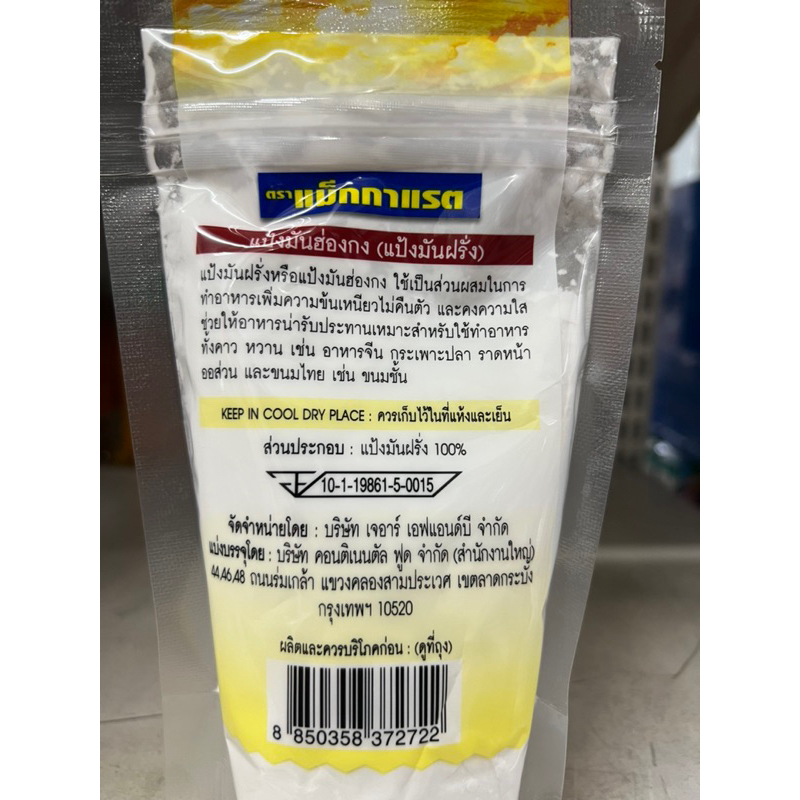 ตราแม็กกาแรต
แป้งมันฮ่องกง (แป้งมันฝรั่ง)
แป้งมันฝรั่งหรือแป้งมันฮ่องกง ใช้เป็นส่วนผสมในการ
ทำอาหารเพิ่มความข้นเหนียวไม่คืนตัว และคงความใส
ช่วยให้อาหารน่ารับประทานเหมาะสำหรับใช้ทำอาหาร
ทั้งคาว หวาน เช่น อาหารจีน กระเพาะปลา ราดหน้า
ออส่วน และขนมไทย เช่น ขนมชั้น
KEEP IN COOL DRY PLACE : ควรเก็บไว้ในที่แห้งและเย็น
ส่วนประกอบ : แป้งมันฝรั่ง 100%
10-1-19861-5-0015
จัดจำหน่ายโดย : บริษัท เจอาร์ เอฟแอนด์บี จำกัด
แบ่งบรรจุโดย : บริษัท คอนติเนนตัล ฟูด จำกัด (สำนักงานใหญ่)
44,46,48 ถนนร่มเกล้า แขวงคลองสามประเวศ เขตลาดกระบัง
กรุงเทพฯ 10520
ผลิตและควรบริโภคก่อน : (ดูที่ถุง)
8 850358 372722